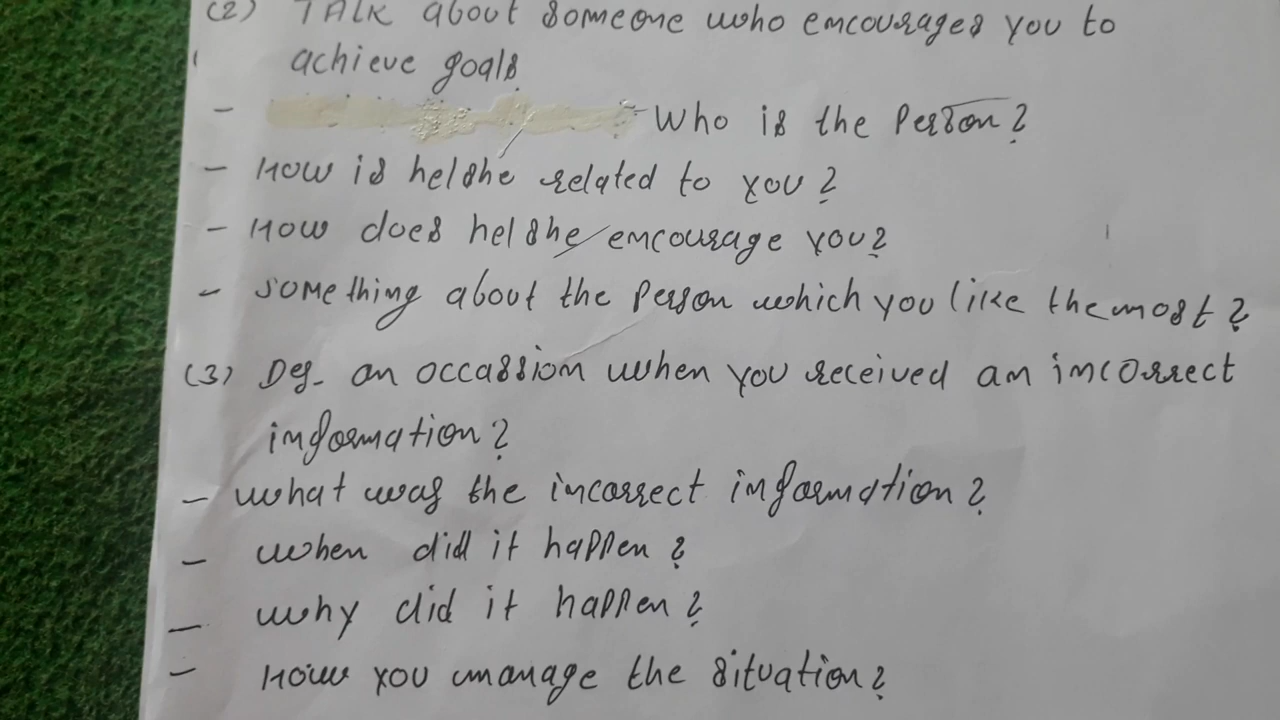 (2) TALK about someone who encourages you to
achieve goals
- Who is the Person?
- How is he/she related to you?
- How does he/she encourage you?
- something about the person which you like the most?
(3) Des. an occassion when you received an incorrect
information?
- what was the incorrect information?
- when did it happen?
- why did it happen?
- How you manage the situation?